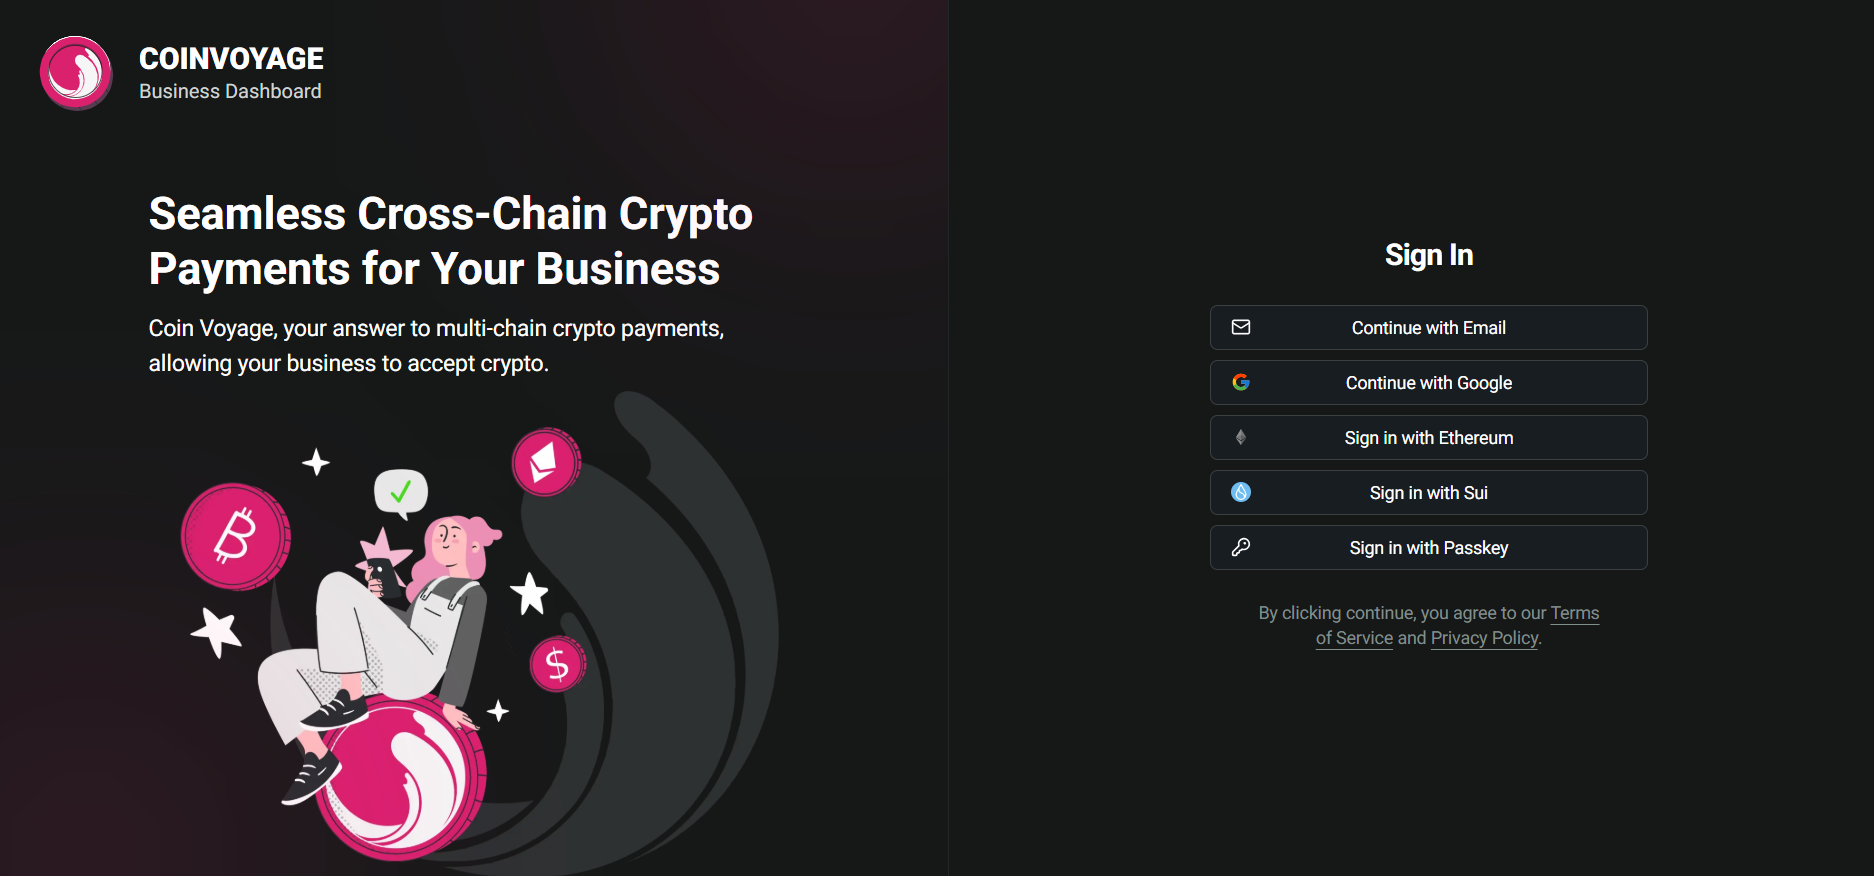 COINVOYAGE
Business Dashboard
Seamless Cross-Chain Crypto
Payments for Your Business
Coin Voyage, your answer to multi-chain crypto payments,
allowing your business to accept crypto.
Sign In
Continue with Email
Continue with Google
Sign in with Ethereum
Sign in with Sui
Sign in with Passkey
By clicking continue, you agree to our Terms
of Service and Privacy Policy.